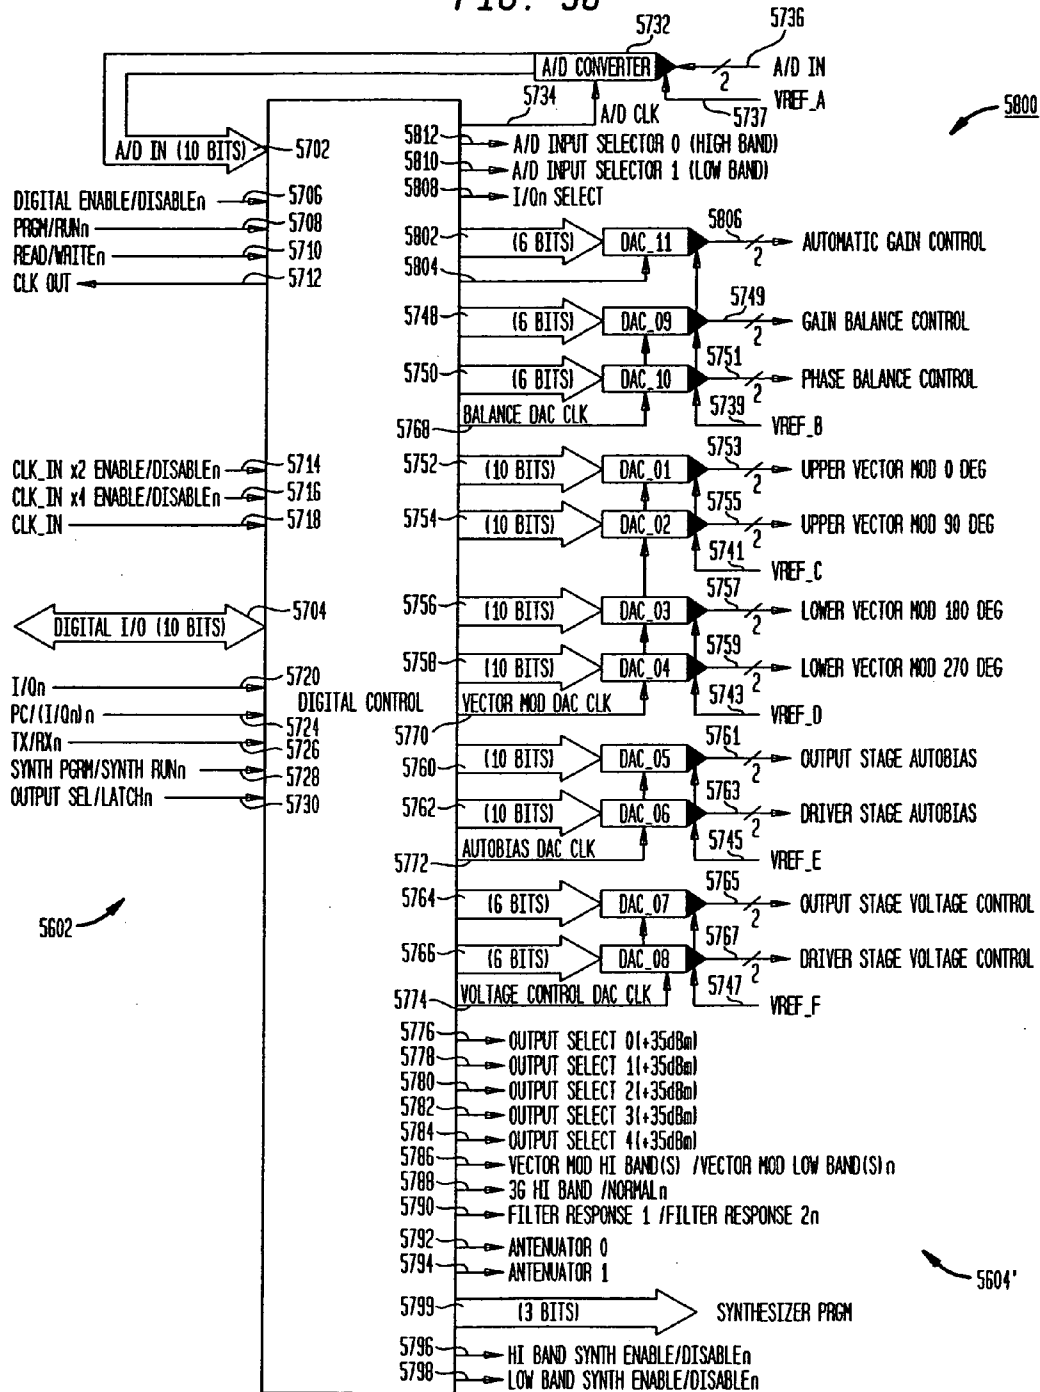 FIG. 58
5732
5736
A/D CONVERTER
2
A/D IN
5734
A/D CLK
5737
VREF_A
5800
A/D IN (10 BITS)
5702
5812
A/D INPUT SELECTOR 0 (HIGH BAND)
5810
A/D INPUT SELECTOR 1 (LOW BAND)
5808
I/Qn SELECT
DIGITAL ENABLE/DISABLEn
5706
PRGM/RUNn
5708
READ/WRITEn
5710
CLK OUT
5712
5802
(6 BITS)
DAC_11
5806
2
AUTOMATIC GAIN CONTROL
5804
5748
(6 BITS)
DAC_09
5749
2
GAIN BALANCE CONTROL
5750
(6 BITS)
DAC_10
5751
2
PHASE BALANCE CONTROL
5768
BALANCE DAC CLK
5739
VREF_B
CLK_IN x2 ENABLE/DISABLEn
5714
CLK_IN x4 ENABLE/DISABLEn
5716
CLK_IN
5718
5752
(10 BITS)
DAC_01
5753
2
UPPER VECTOR MOD 0 DEG
5754
(10 BITS)
DAC_02
5755
2
UPPER VECTOR MOD 90 DEG
5741
VREF_C
DIGITAL I/O (10 BITS)
5704
5756
(10 BITS)
DAC_03
5757
2
LOWER VECTOR MOD 180 DEG
5758
(10 BITS)
DAC_04
5759
2
LOWER VECTOR MOD 270 DEG
I/Qn
5720
DIGITAL CONTROL
5770
VECTOR MOD DAC CLK
5743
VREF_D
PC/(I/Qn)n
5724
TX/RXn
5726
SYNTH PGRM/SYNTH RUNn
5728
OUTPUT SEL/LATCHn
5730
5760
(10 BITS)
DAC_05
5761
2
OUTPUT STAGE AUTOBIAS
5762
(10 BITS)
DAC_06
5763
2
DRIVER STAGE AUTOBIAS
5772
AUTOBIAS DAC CLK
5745
VREF_E
5602
5764
(6 BITS)
DAC_07
5765
2
OUTPUT STAGE VOLTAGE CONTROL
5766
(6 BITS)
DAC_08
5767
2
DRIVER STAGE VOLTAGE CONTROL
5774
VOLTAGE CONTROL DAC CLK
5747
VREF_F
5776
OUTPUT SELECT 0(+35dBm)
5778
OUTPUT SELECT 1(+35dBm)
5780
OUTPUT SELECT 2(+35dBm)
5782
OUTPUT SELECT 3(+35dBm)
5784
OUTPUT SELECT 4(+35dBm)
5786
VECTOR MOD HI BAND(S) /VECTOR MOD LOW BAND(S)n
5788
3G HI BAND /NORMALn
5790
FILTER RESPONSE 1 /FILTER RESPONSE 2n
5792
ANTENUATOR 0
5794
ANTENUATOR 1
5604'
5799
(3 BITS)
SYNTHESIZER PRGM
5796
HI BAND SYNTH ENABLE/DISABLEn
5798
LOW BAND SYNTH ENABLE/DISABLEn